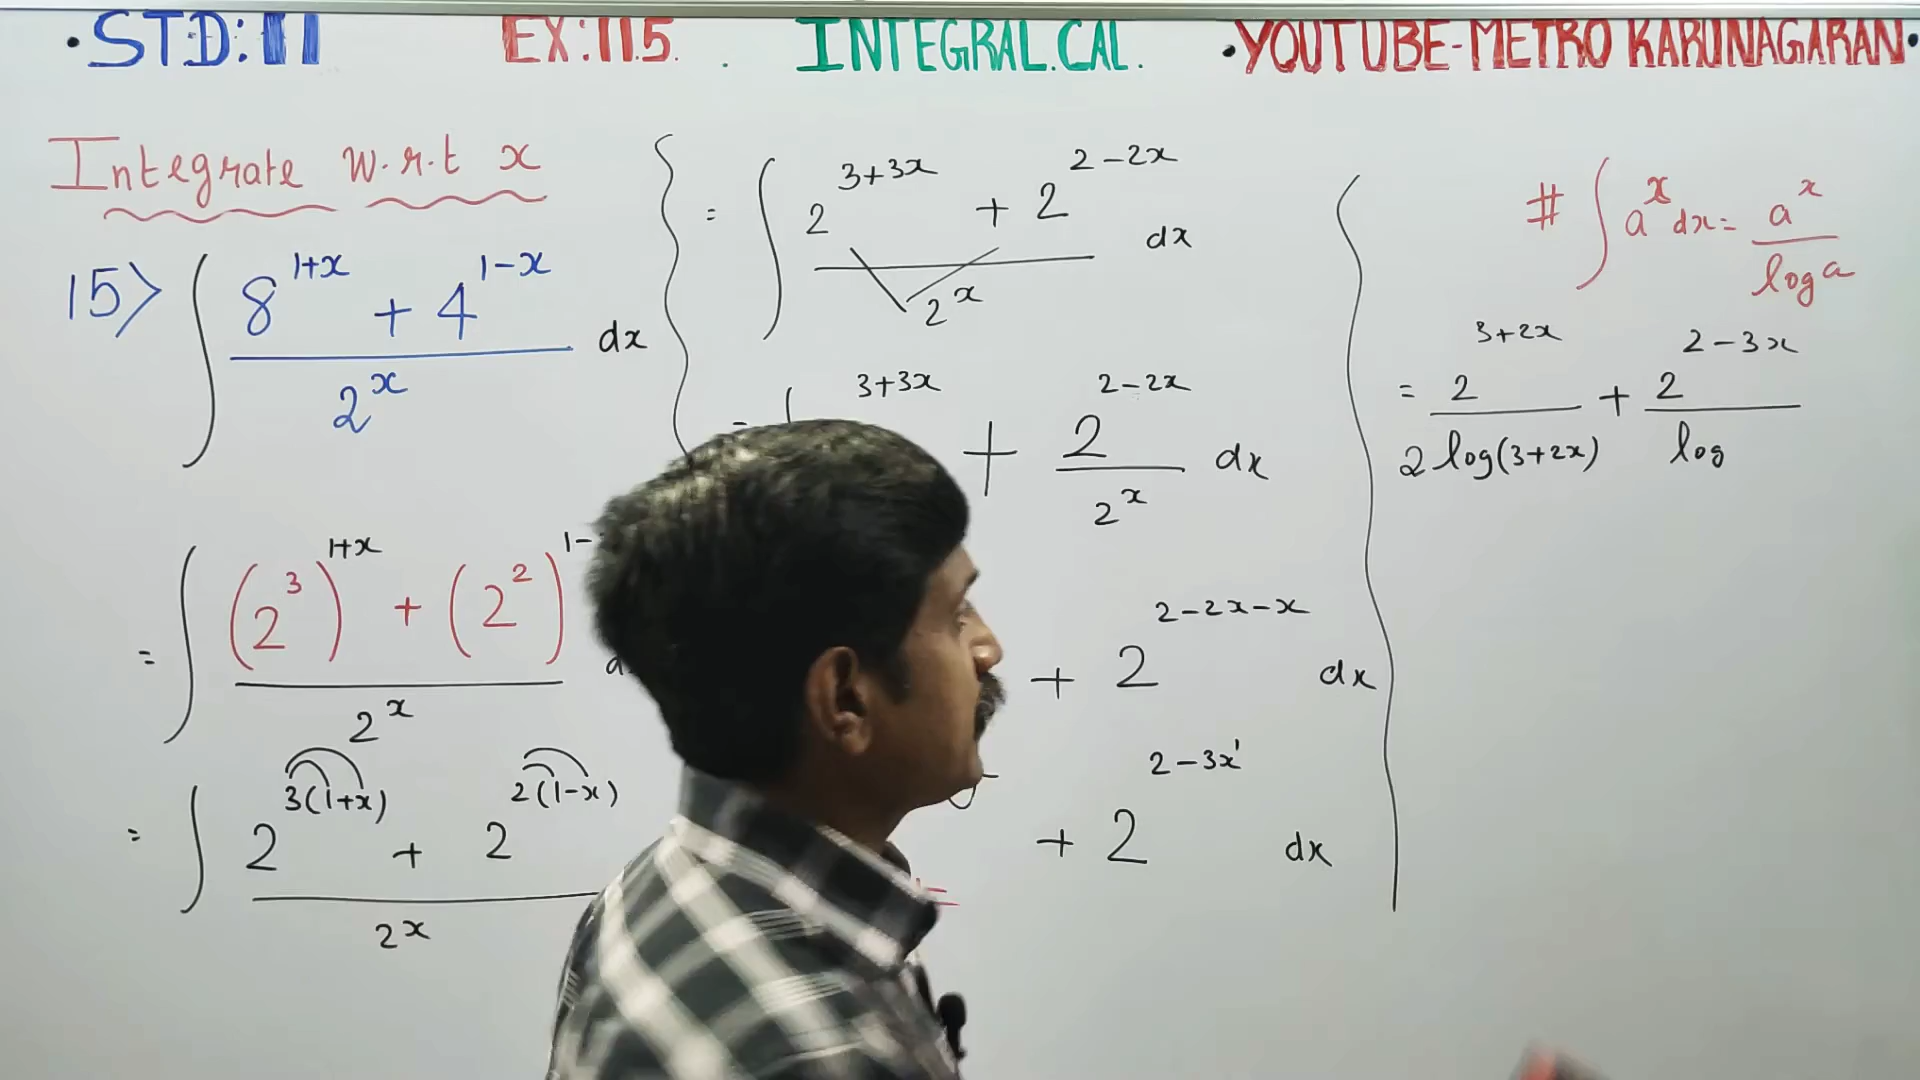 • STD: 11 EX: 11.5. INTEGRAL.CAL. • YOUTUBE-METRO KARUNAGARAN •
Integrate w.r.t x
15> ∫ (8^(1+x) + 4^(1-x)) / 2^x dx
= ∫ ((2^3)^(1+x) + (2^2)^(1-
2^x
= ∫ 2^(3(1+x)) + 2^(2(1-x))
2^x
= ∫ (2^(3+3x) + 2^(2-2x)) / 2^x dx
3+3x + 2^(2-2x) / 2^x dx
+ 2^(2-2x-x) dx
+ 2^(2-3x) dx
# ∫ a^x dx = a^x / log a
= 2^(3+2x) / 2 log(3+2x) + 2^(2-3x) / log